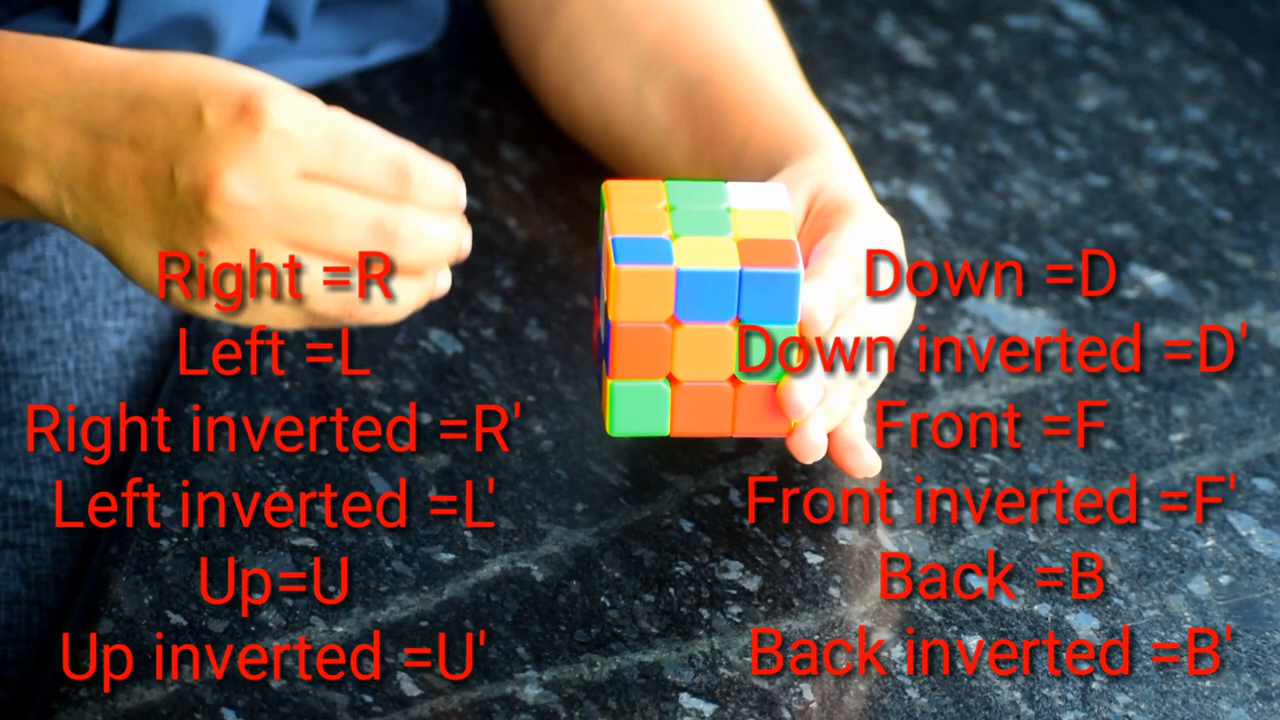 Right =R
Left =L
Right inverted =R'
Left inverted =L'
Up=U
Up inverted =U'
Down =D
Down inverted =D'
Front =F
Front inverted =F'
Back =B
Back inverted =B'